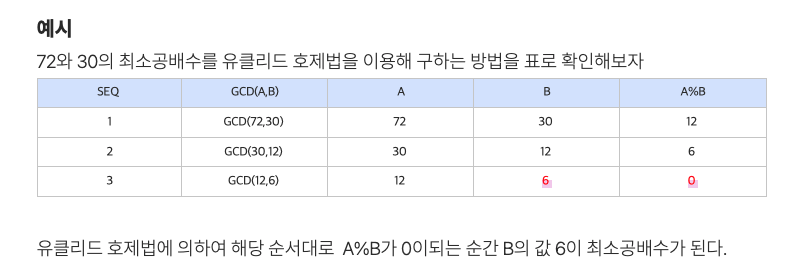 예시
72와 30의 최소공배수를 유클리드 호제법을 이용해 구하는 방법을 표로 확인해보자
SEQ GCD(A,B) A B A%B
1 GCD(72,30) 72 30 12
2 GCD(30,12) 30 12 6
3 GCD(12,6) 12 6 0
유클리드 호제법에 의하여 해당 순서대로 A%B가 0이되는 순간 B의 값 6이 최소공배수가 된다.